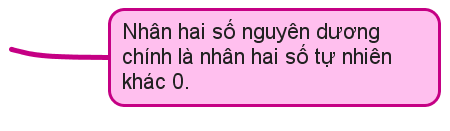 Nhân hai số nguyên dương
chính là nhân hai số tự nhiên
khác 0.